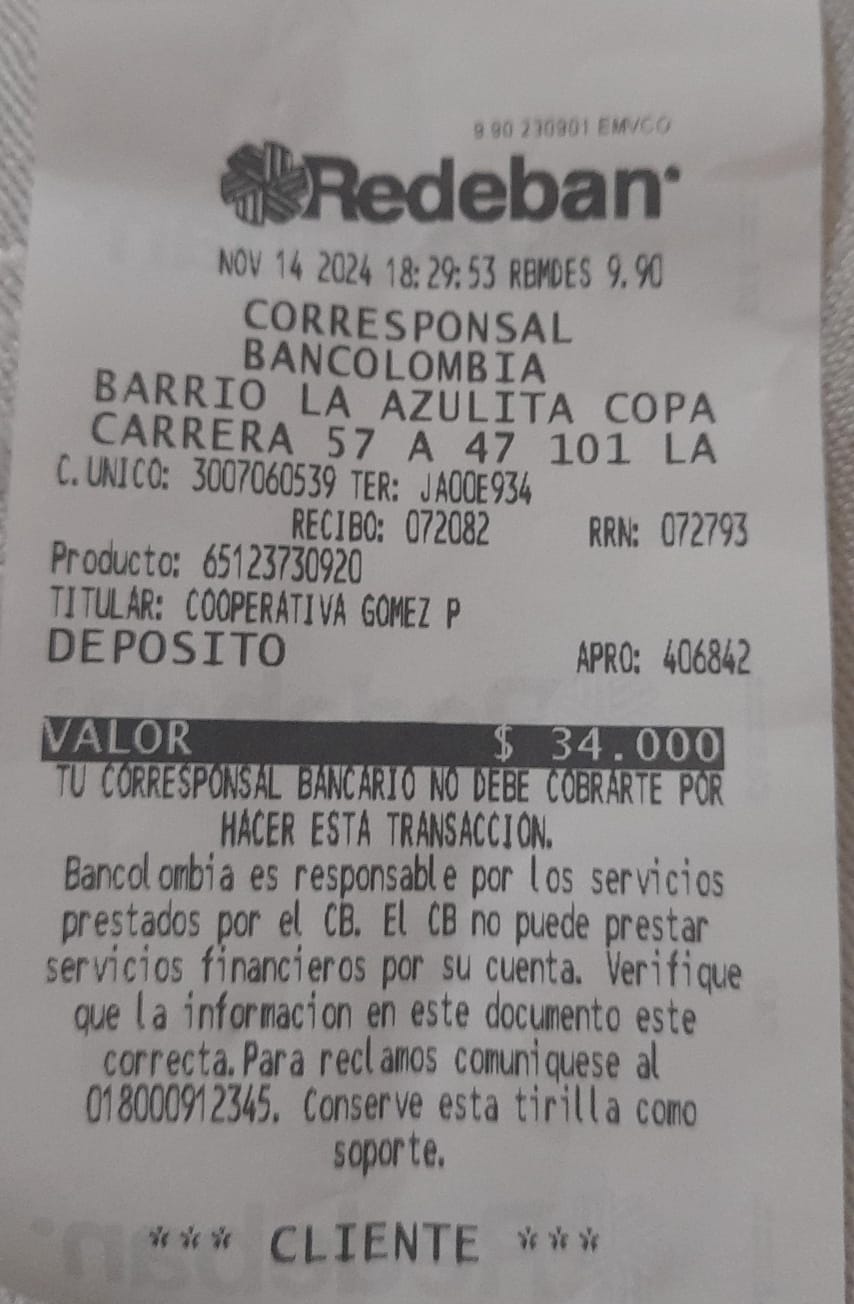 9.90 230901 EMVCO
Redeban
NOV 14 2024 18:29:53 RBMDES 9.90
CORRESPONSAL
BANCOLOMBIA
BARRIO LA AZULITA COPA
CARRERA 57 A 47 101 LA
C.UNICO: 3007060539 TER: JA00E934
RECIBO: 072082 RRN: 072793
Producto: 65123730920
TITULAR: COOPERATIVA GOMEZ P
DEPOSITO APRO: 406842
VALOR $ 34.000
TU CORRESPONSAL BANCARIO NO DEBE COBRARTE POR
HACER ESTA TRANSACCION.
Bancolombia es responsable por los servicios
prestados por el CB. El CB no puede prestar
servicios financieros por su cuenta. Verifique
que la informacion en este documento este
correcta.Para reclamos comuniquese al
018000912345. Conserve esta tirilla como
soporte.
*** CLIENTE ***